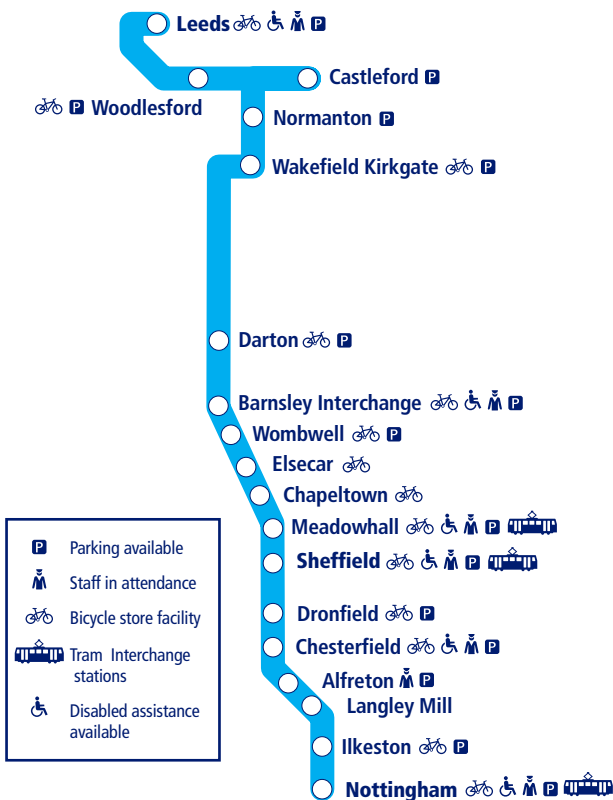 Leeds
Castleford P
P Woodlesford
Normanton P
Wakefield Kirkgate P
Darton P
Barnsley Interchange P
Wombwell P
Elsecar
Chapeltown
Meadowhall P
Sheffield P
Dronfield P
Chesterfield P
Alfreton P
Langley Mill
Ilkeston P
Nottingham P
P Parking available
Staff in attendance
Bicycle store facility
Tram Interchange
stations
Disabled assistance
available